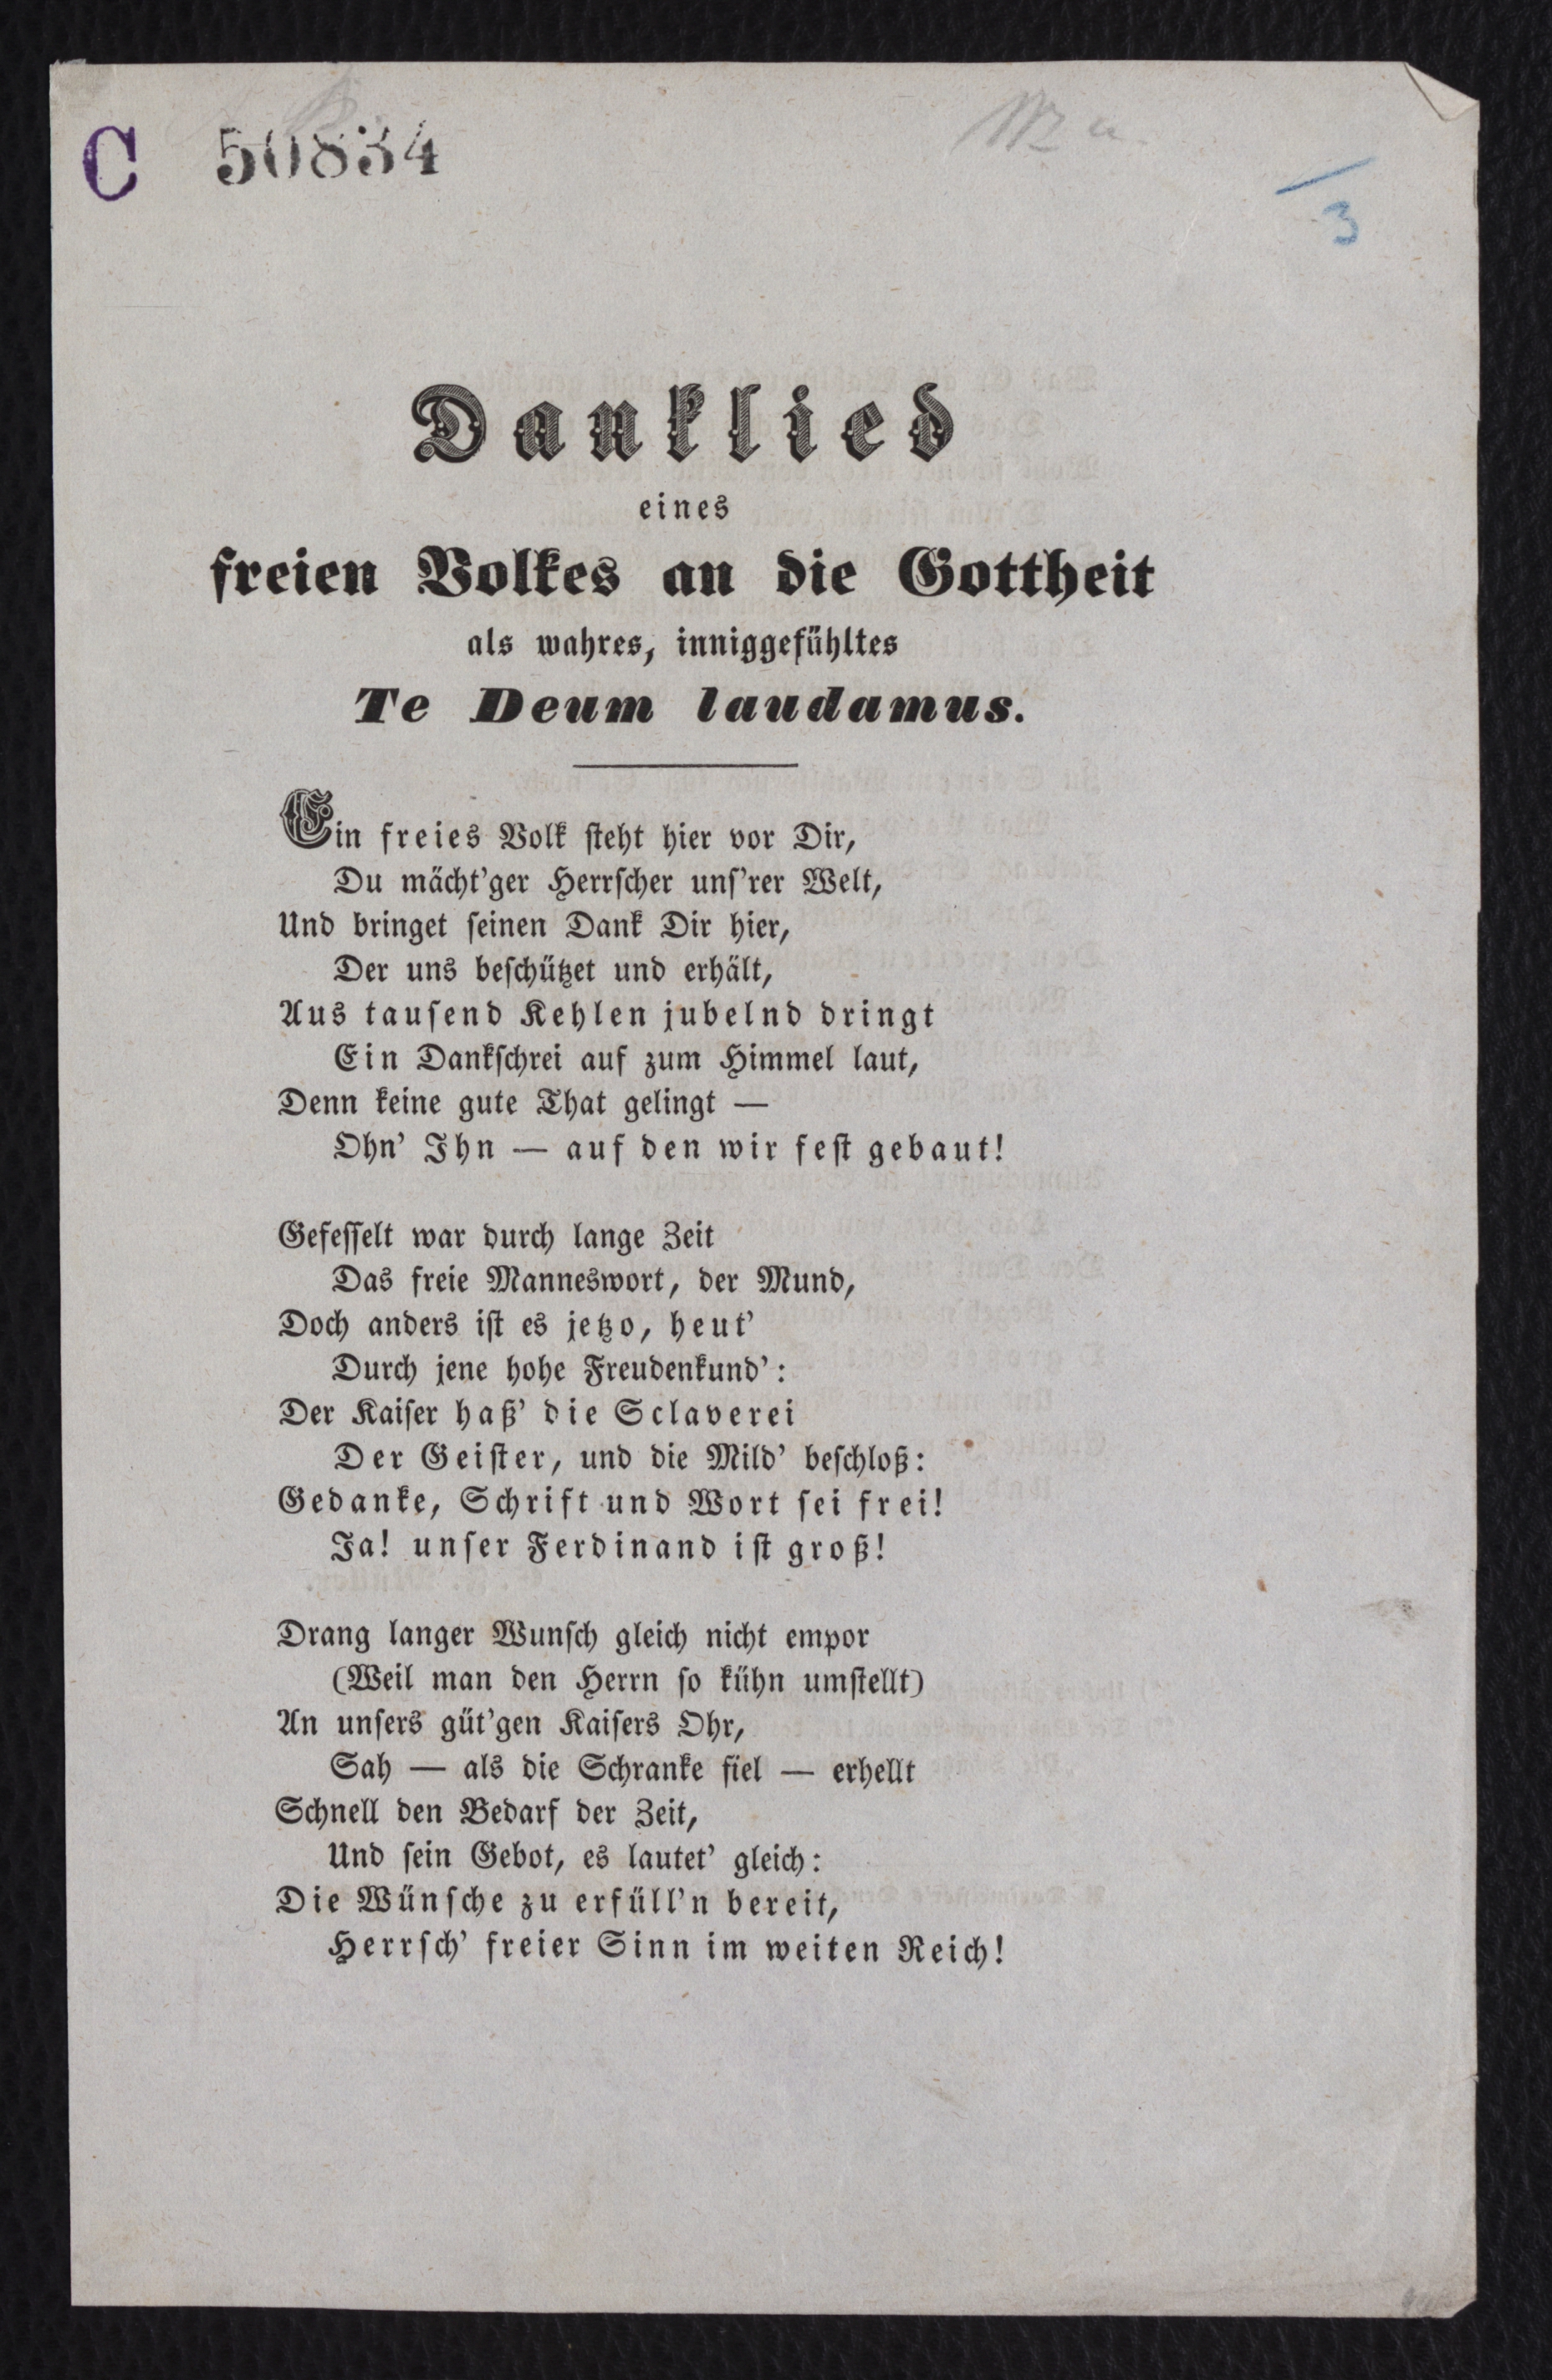 C 50834
3
Danklied
eines
freien Volkes an die Gottheit
als wahres, inniggefühltes
Te Deum laudamus.
Ein freies Volk ſteht hier vor Dir,
Du mächt'ger Herrſcher unſ'rer Welt,
Und bringet ſeinen Dank Dir hier,
Der uns beſchützet und erhält,
Aus tauſend Kehlen jubelnd dringt
Ein Dankſchrei auf zum Himmel laut,
Denn keine gute That gelingt —
Ohn' Ihn — auf den wir feſt gebaut!
Gefeſſelt war durch lange Zeit
Das freie Manneswort, der Mund,
Doch anders iſt es jetzo, heut'
Durch jene hohe Freudenkund':
Der Kaiſer haß' die Sclaverei
Der Geiſter, und die Mild' beſchloß:
Gedanke, Schrift und Wort ſei frei!
Ja! unſer Ferdinand iſt groß!
Drang langer Wunſch gleich nicht empor
(Weil man den Herrn ſo kühn umſtellt)
An unſers güt'gen Kaiſers Ohr,
Sah — als die Schranke fiel — erhellt
Schnell den Bedarf der Zeit,
Und ſein Gebot, es lautet' gleich:
Die Wünſche zu erfüll'n bereit,
Herrſch' freier Sinn im weiten Reich!